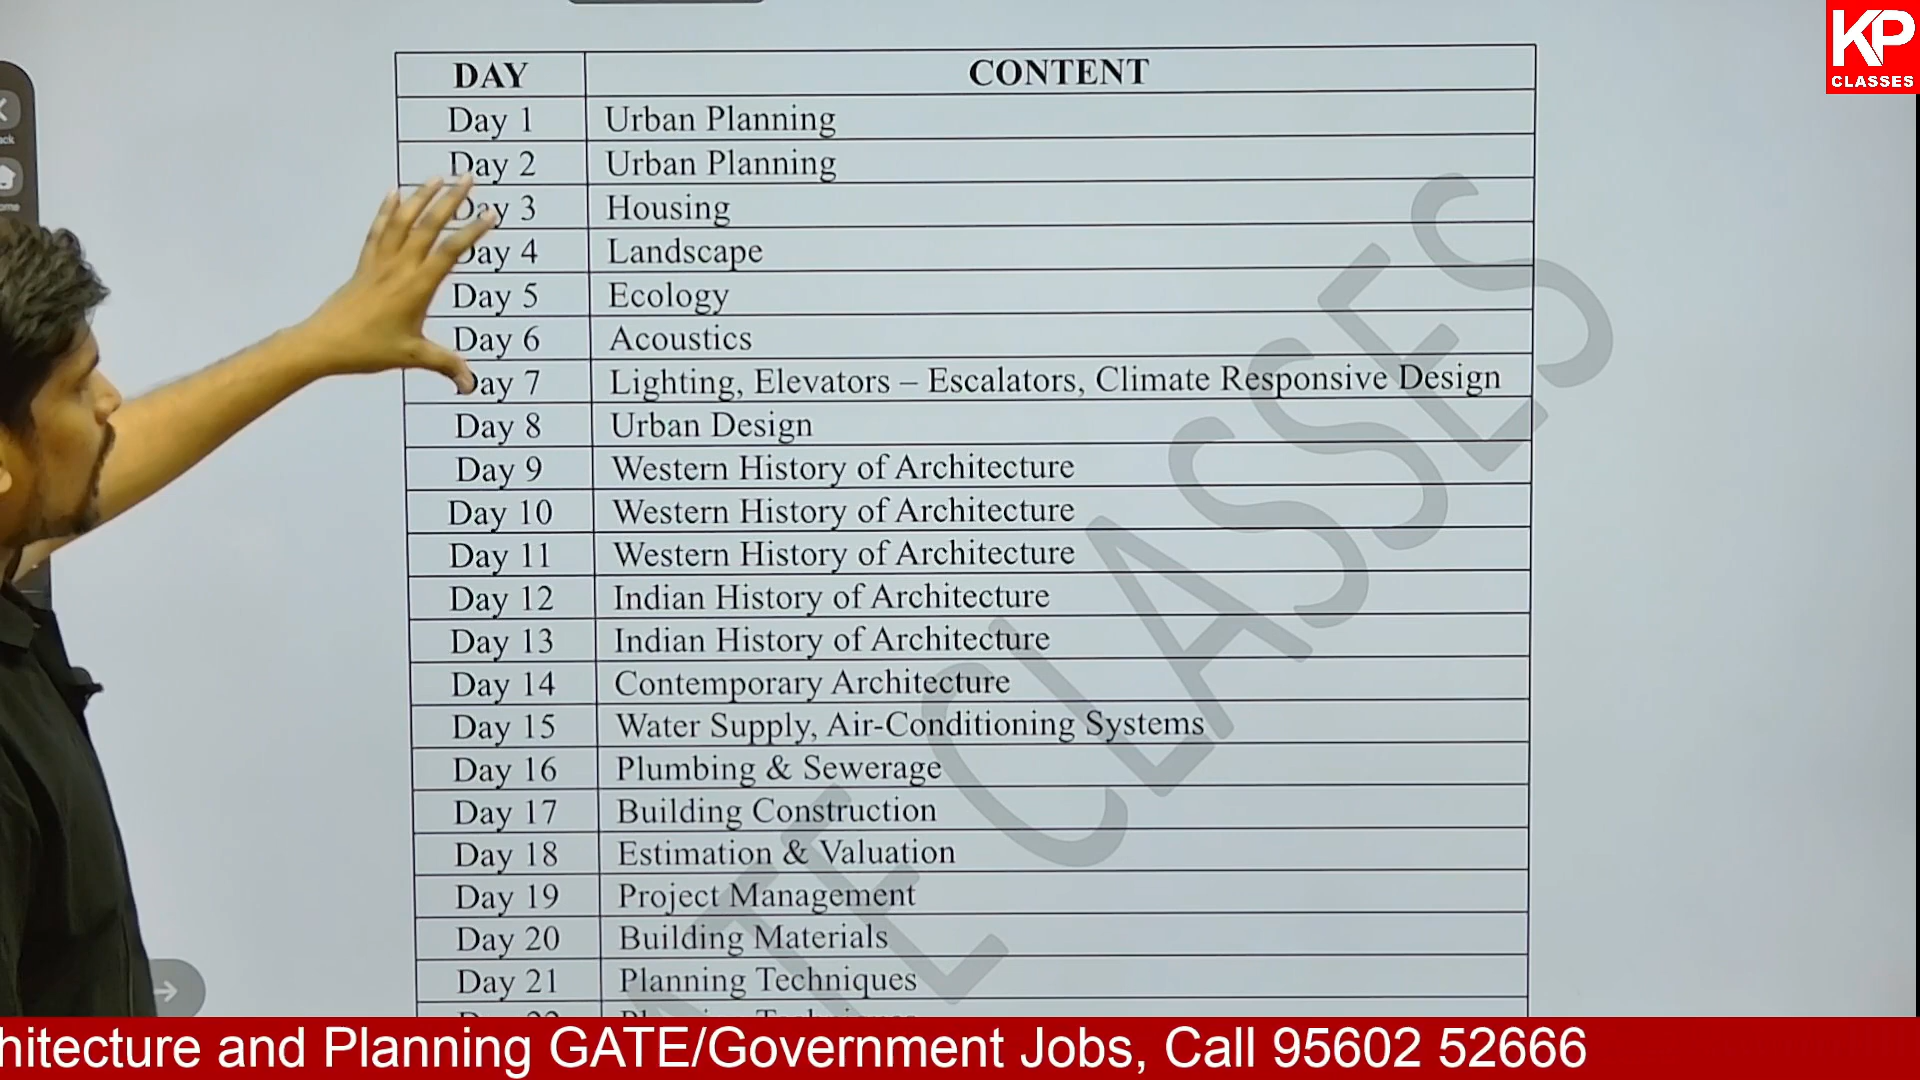 KP
CLASSES
DAY CONTENT
Day 1 Urban Planning
Day 2 Urban Planning
Day 3 Housing
Day 4 Landscape
Day 5 Ecology
Day 6 Acoustics
Day 7 Lighting, Elevators – Escalators, Climate Responsive Design
Day 8 Urban Design
Day 9 Western History of Architecture
Day 10 Western History of Architecture
Day 11 Western History of Architecture
Day 12 Indian History of Architecture
Day 13 Indian History of Architecture
Day 14 Contemporary Architecture
Day 15 Water Supply, Air-Conditioning Systems
Day 16 Plumbing & Sewerage
Day 17 Building Construction
Day 18 Estimation & Valuation
Day 19 Project Management
Day 20 Building Materials
Day 21 Planning Techniques
ATE CLASSES
hitecture and Planning GATE/Government Jobs, Call 95602 52666